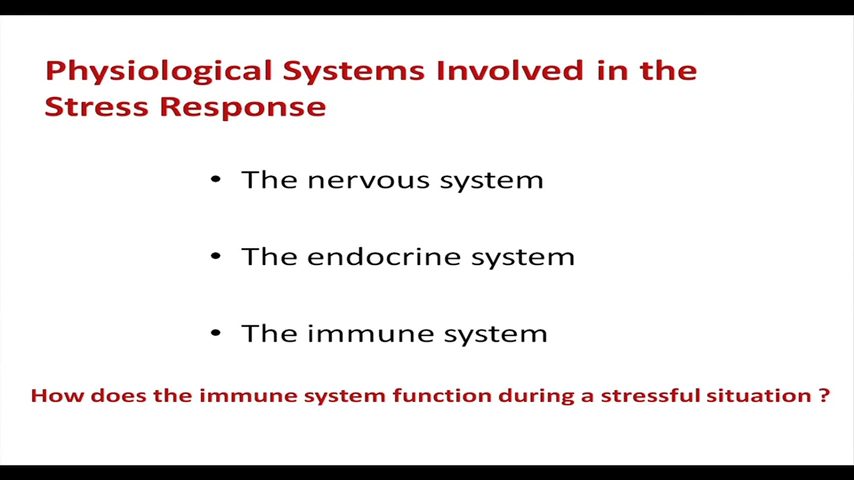 Physiological Systems Involved in the
Stress Response
• The nervous system
• The endocrine system
• The immune system
How does the immune system function during a stressful situation ?